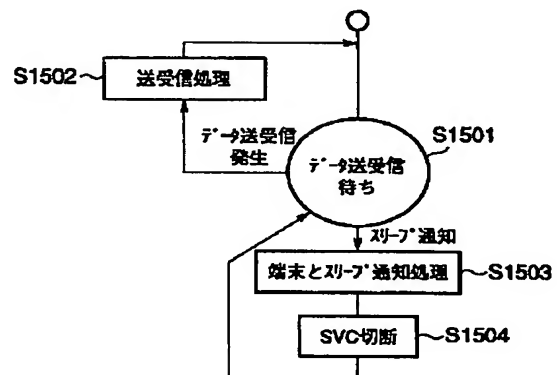 S1502
送受信処理
データ送受信
発生
S1501
データ送受信
待ち
スリープ通知
端末とスリープ通知処理
S1503
SVC切断
S1504